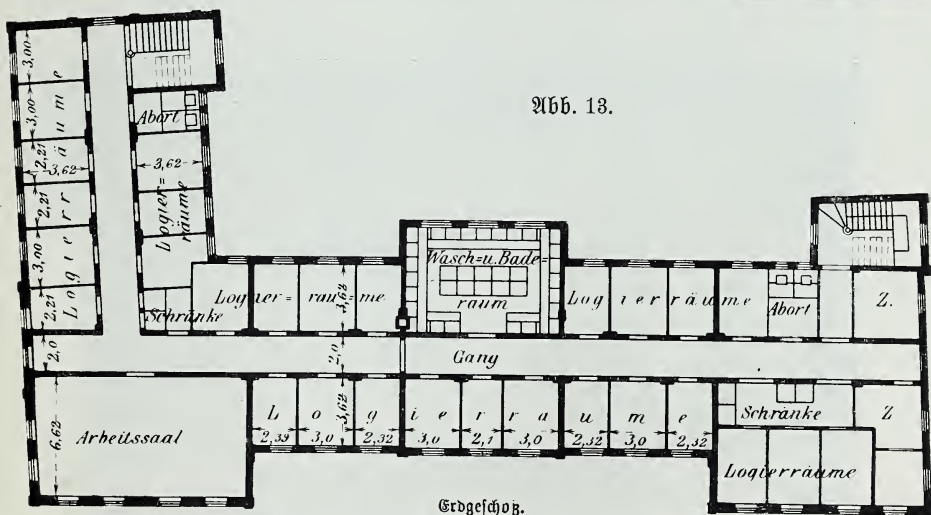 Abb. 13.
3,00
3,00
2,21
3,62
2,21
3,00
2,21
Logierräume
Abort
3,62
Logier=
räume
Schränke
Logier=räume
3,62
Wasch=u.Bade=
raum
Logierräume
Abort
Z.
2,0
2,0
Gang
6,62
Arbeitssaal
3,62
Logierraume
2,39
3,0
2,32
3,0
2,1
3,0
2,32
3,0
2,32
Schränke
Z
Logierräume
Erdgeschoß.